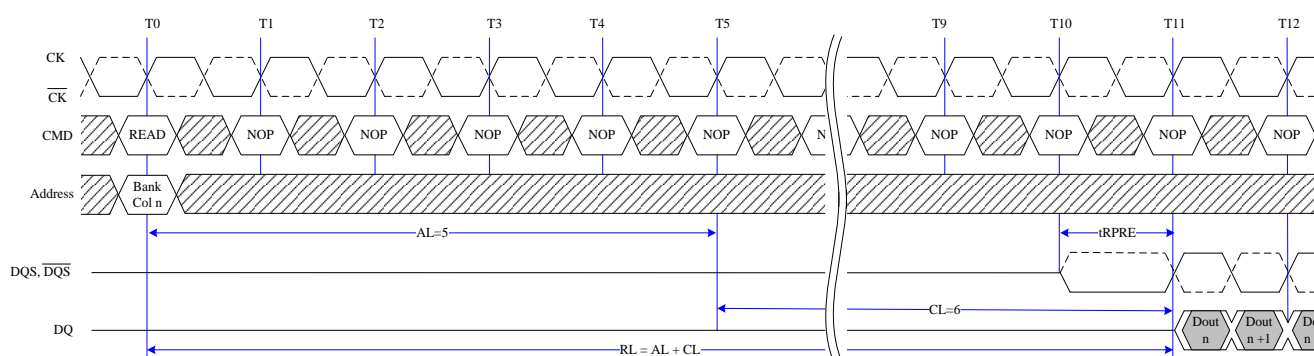 T0 T1 T2 T3 T4 T5 T9 T10 T11 T12
CK
CK
CMD READ NOP NOP NOP NOP NOP NOP NOP NOP NOP
Address Bank
Col n
AL=5 tRPRE
DQS, DQS
CL=6
DQ Dout
n Dout
n +1
RL = AL + CL